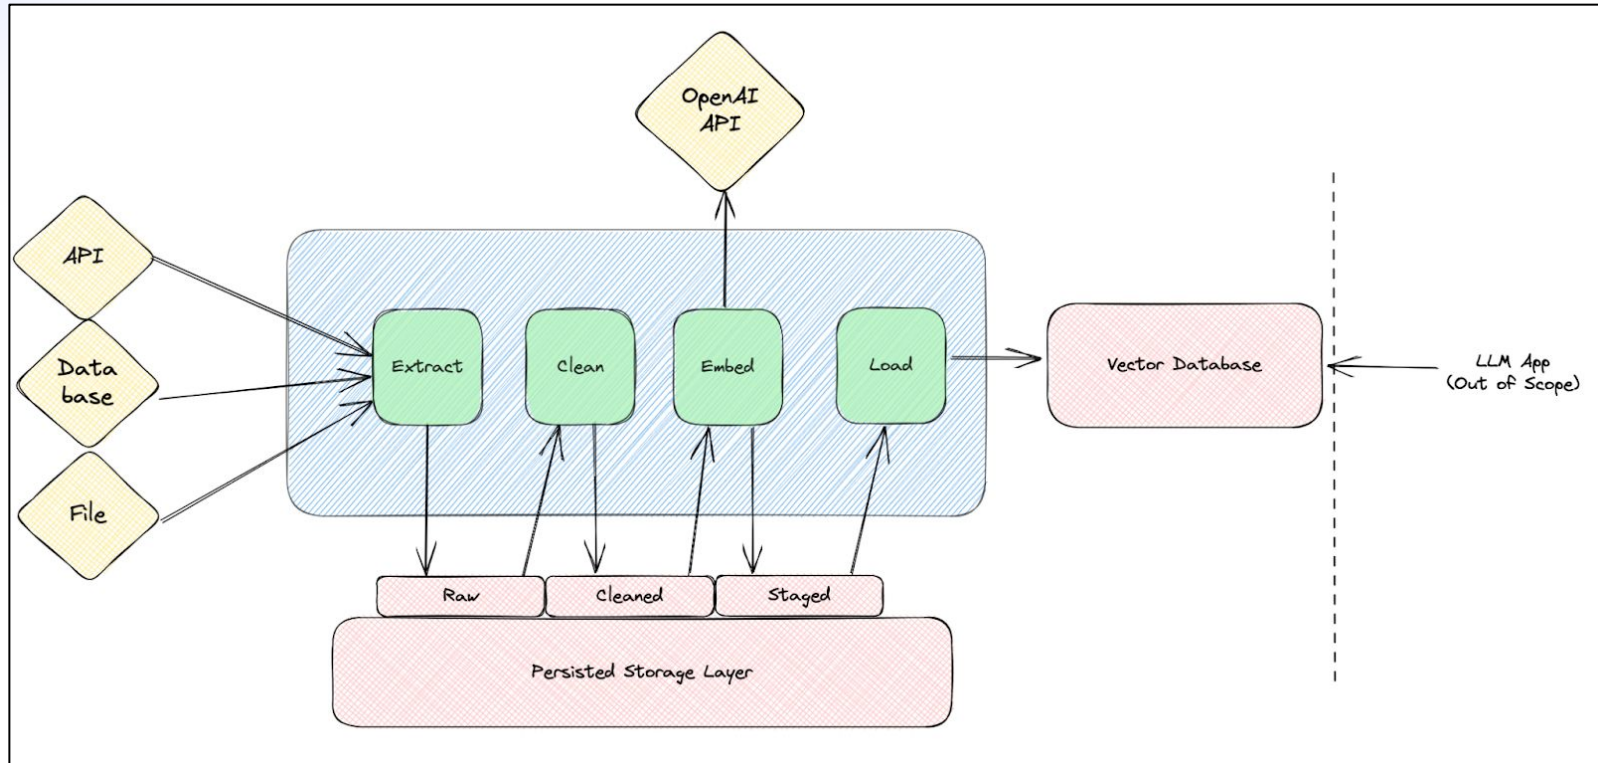 OpenAI
API
API
Data
base
File
Extract
Clean
Embed
Load
Vector Database
LLM App
(Out of Scope)
Raw
Cleaned
Staged
Persisted Storage Layer